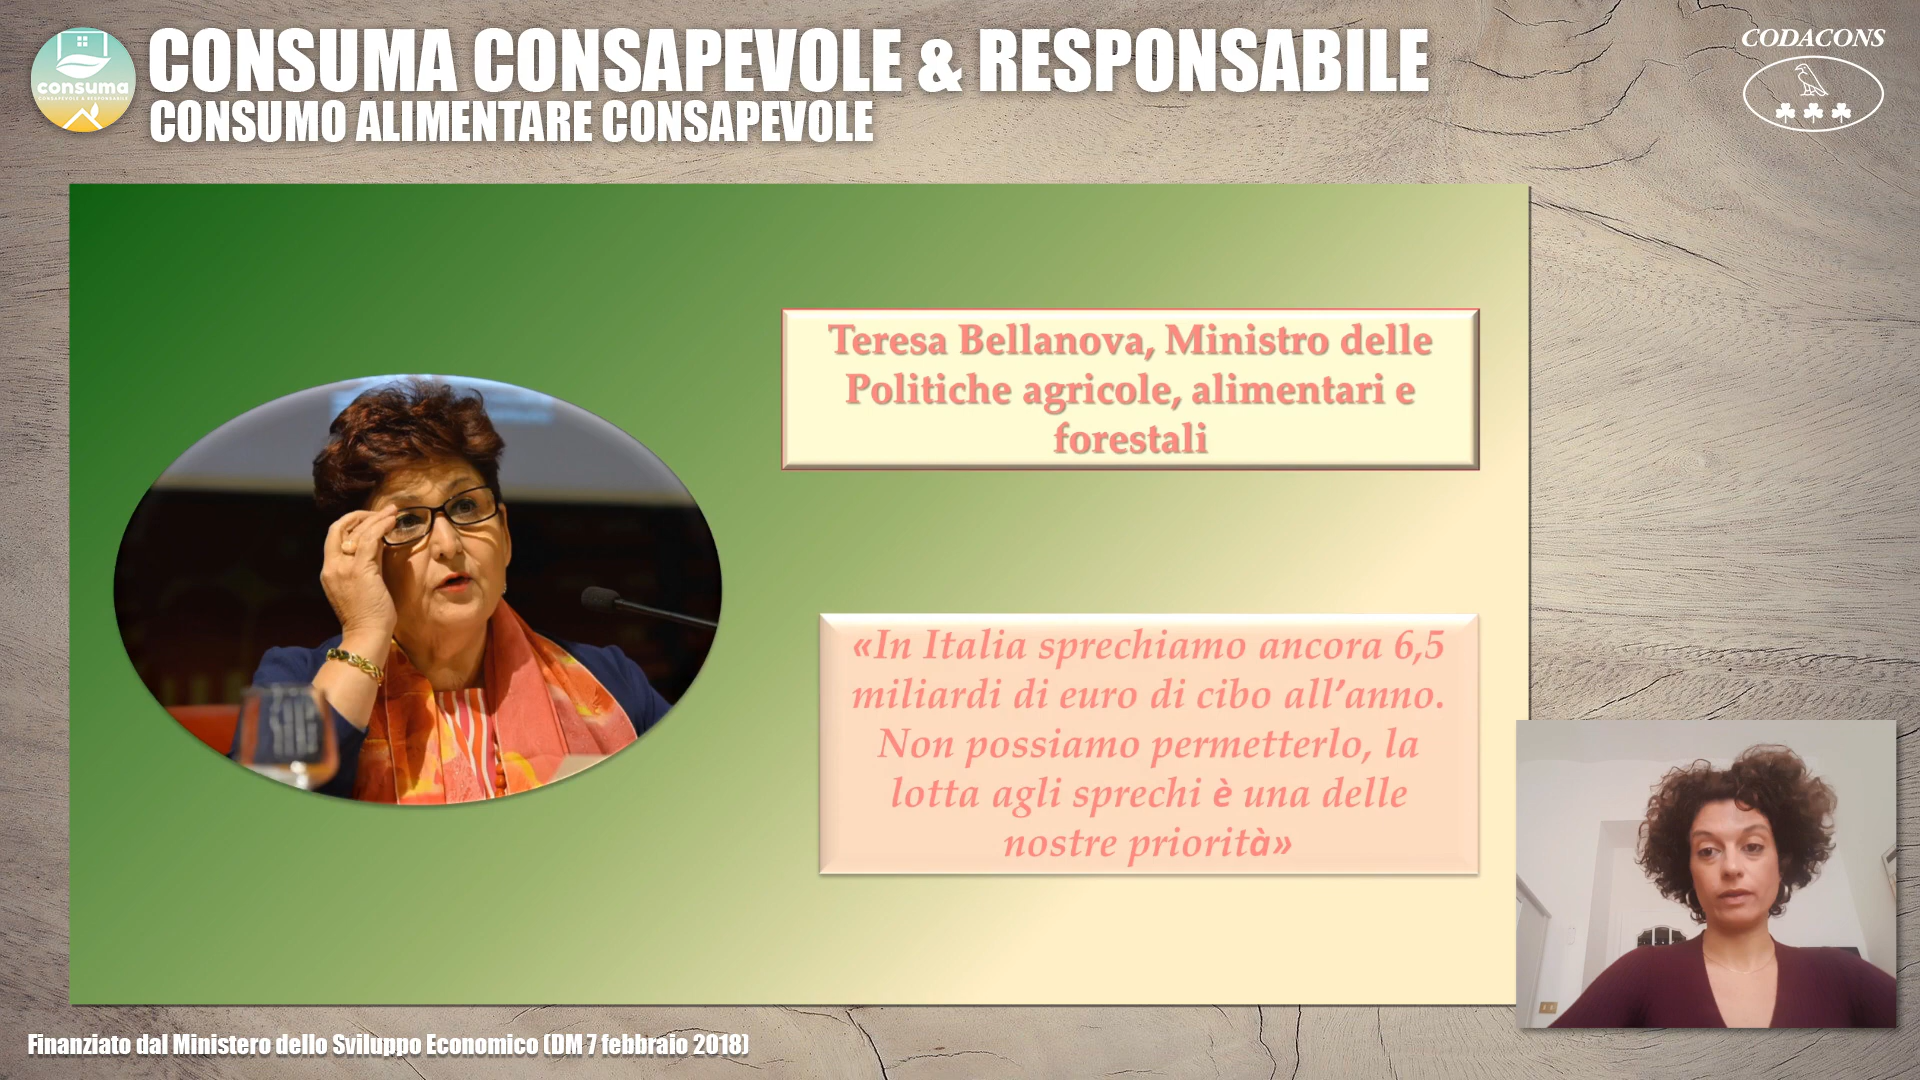 CONSUMA CONSAPEVOLE & RESPONSABILE
CONSUMO ALIMENTARE CONSAPEVOLE
consuma
CONSAPEVOLE & RESPONSABILE
CODACONS
Teresa Bellanova, Ministro delle
Politiche agricole, alimentari e
forestali
«In Italia sprechiamo ancora 6,5
miliardi di euro di cibo all’anno.
Non possiamo permetterlo, la
lotta agli sprechi è una delle
nostre priorità»
Finanziato dal Ministero dello Sviluppo Economico (DM 7 febbraio 2018)